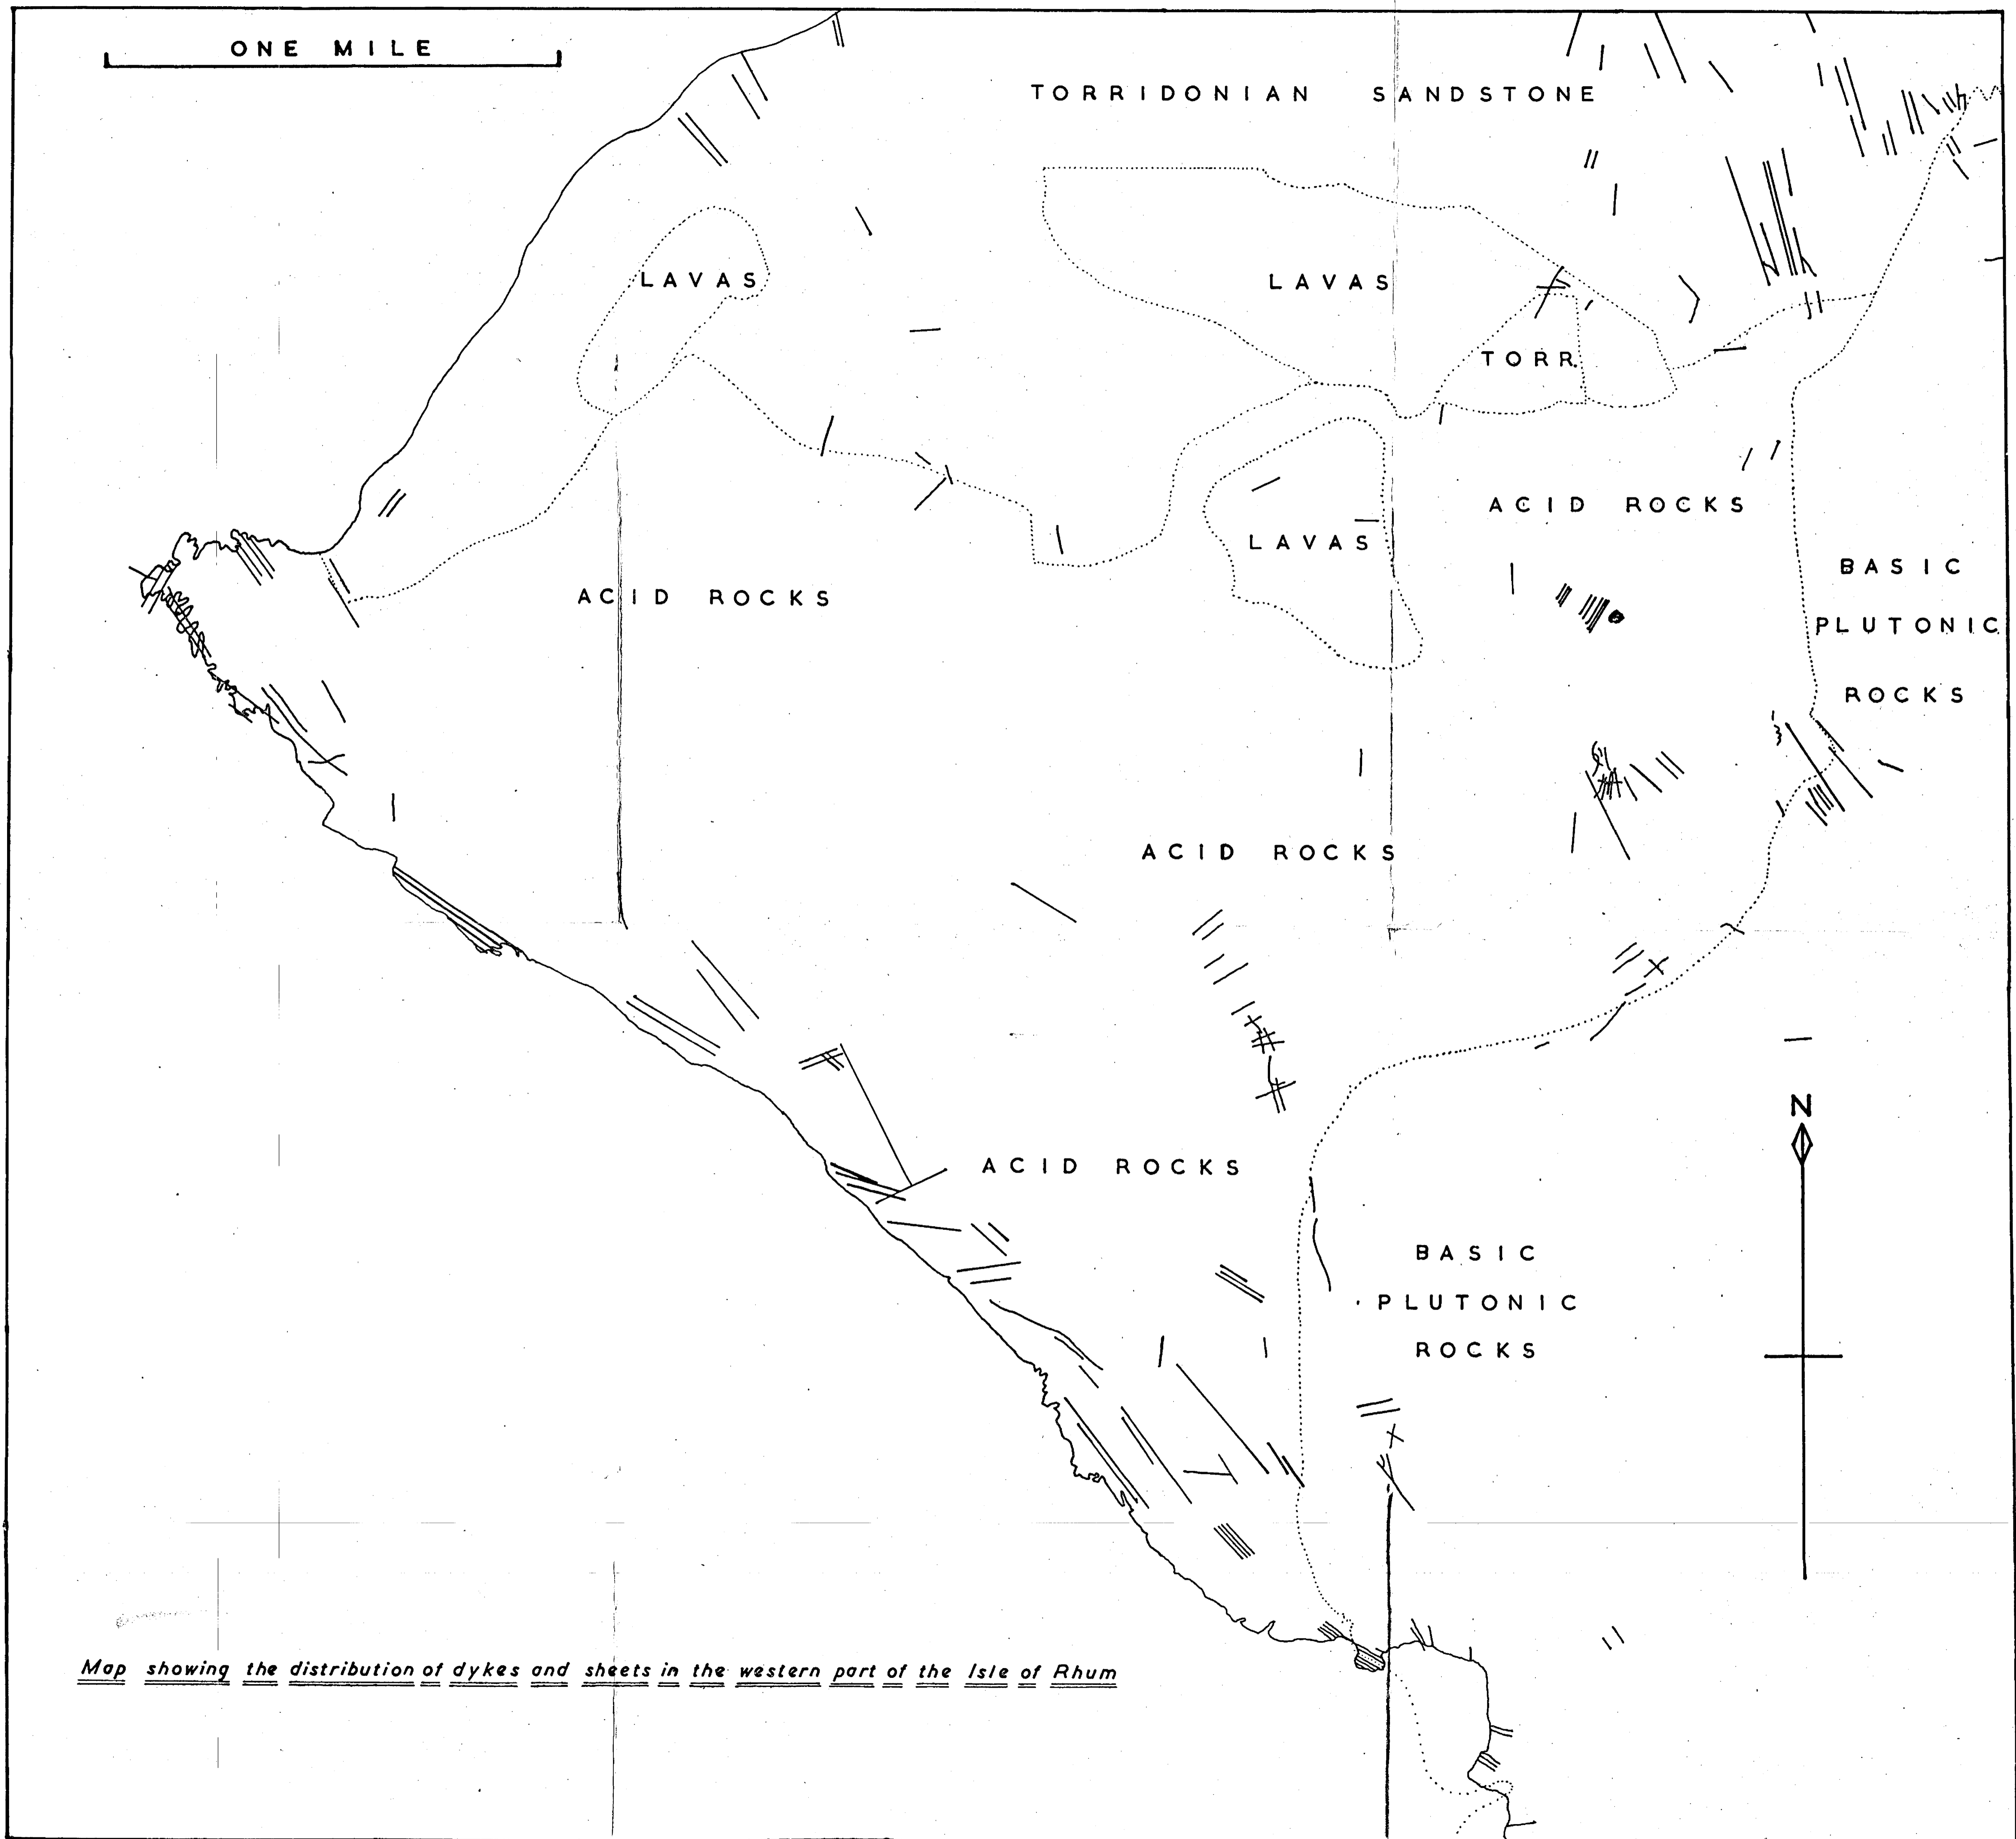 ONE MILE
TORRIDONIAN SANDSTONE
LAVAS
LAVAS
TORR.
ACID ROCKS
LAVAS
BASIC
PLUTONIC
ROCKS
ACID ROCKS
ACID ROCKS
N
ACID ROCKS
BASIC
PLUTONIC
ROCKS
Map showing the distribution of dykes and sheets in the western part of the Isle of Rhum